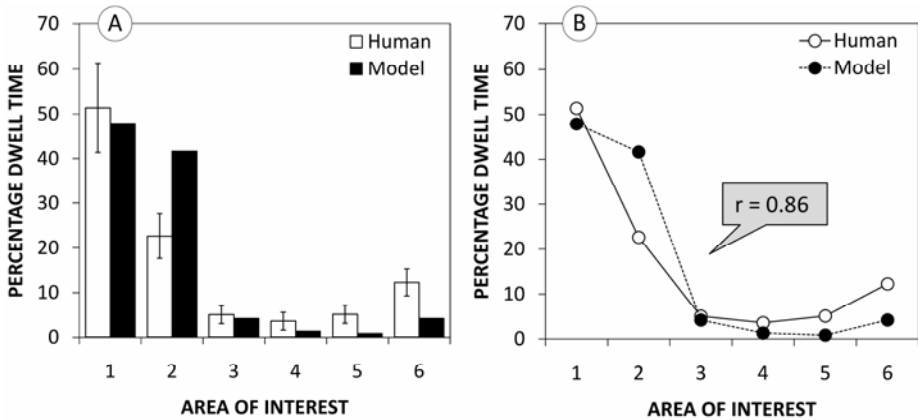 A
Human
Model
PERCENTAGE DWELL TIME
70
60
50
40
30
20
10
0
1 2 3 4 5 6
AREA OF INTEREST
B
Human
Model
PERCENTAGE DWELL TIME
70
60
50
40
30
20
10
0
r = 0.86
1 2 3 4 5 6
AREA OF INTEREST